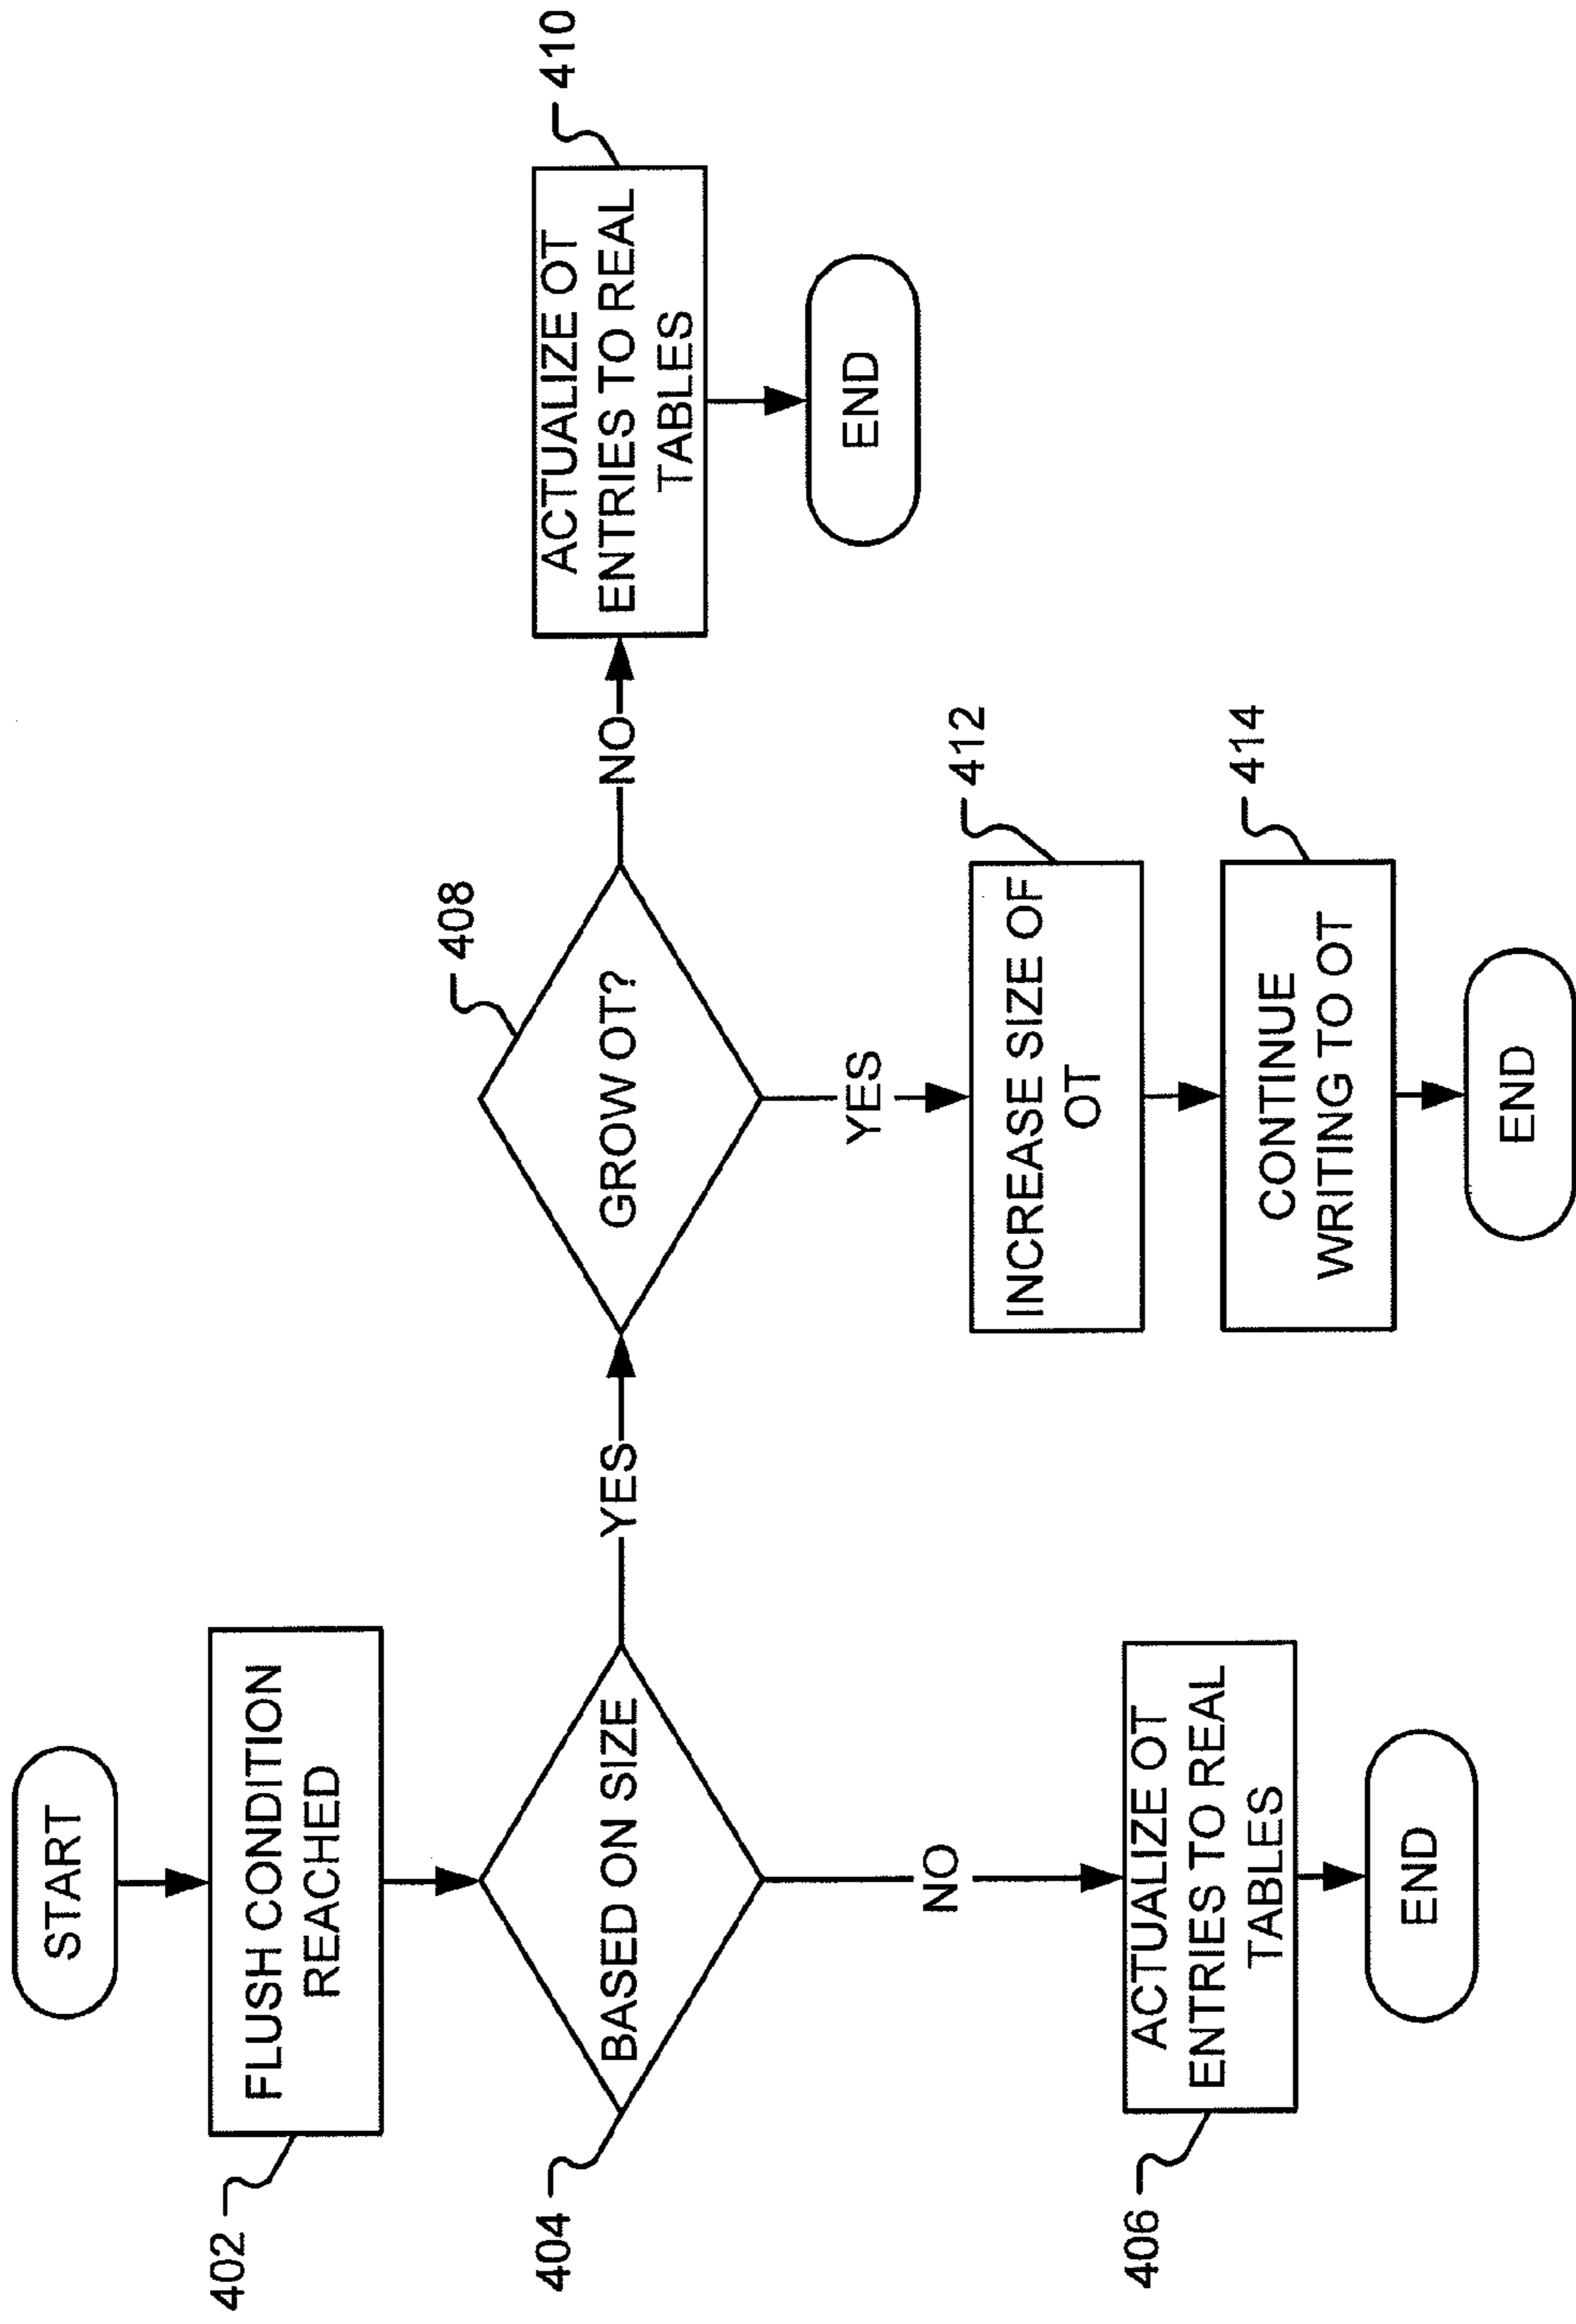 START
402
FLUSH CONDITION
REACHED
404
BASED ON SIZE
YES
408
GROW OT?
NO
410
ACTUALIZE OT
ENTRIES TO REAL
TABLES
END
YES
412
INCREASE SIZE OF
OT
414
CONTINUE
WRITING TO OT
END
NO
406
ACTUALIZE OT
ENTRIES TO REAL
TABLES
END